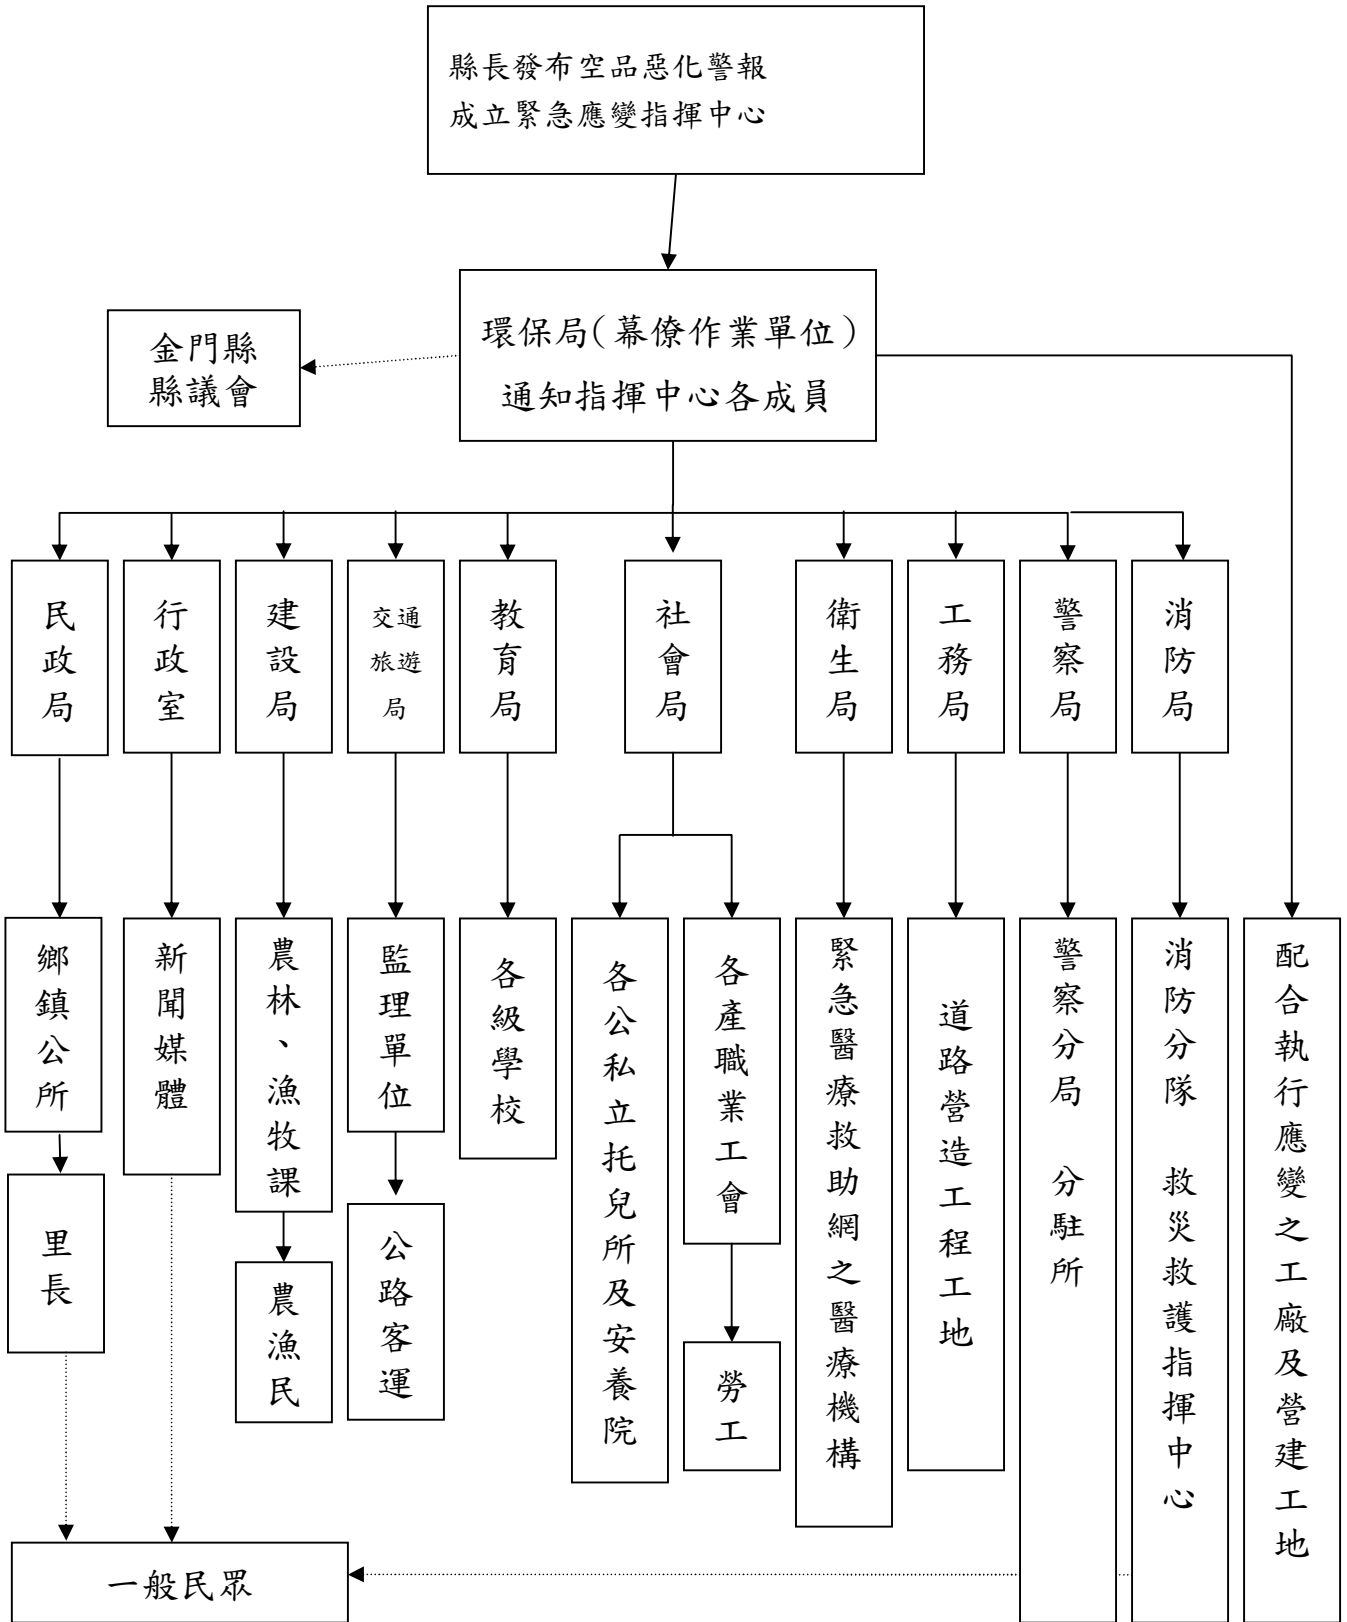 縣長發布空品惡化警報
成立緊急應變指揮中心
金門縣
縣議會
環保局(幕僚作業單位)
通知指揮中心各成員
民政局
行政室
建設局
交通
旅遊
局
教育局
社會局
衛生局
工務局
警察局
消防局
鄉鎮公所
新聞媒體
農林、漁牧課
監理單位
各級學校
各公私立托兒所及安養院
各產職業工會
緊急醫療救助網之醫療機構
道路營造工程工地
警察分局 分駐所
消防分隊 救災救護指揮中心
配合執行應變之工廠及營建工地
里長
農漁民
公路客運
勞工
一般民眾